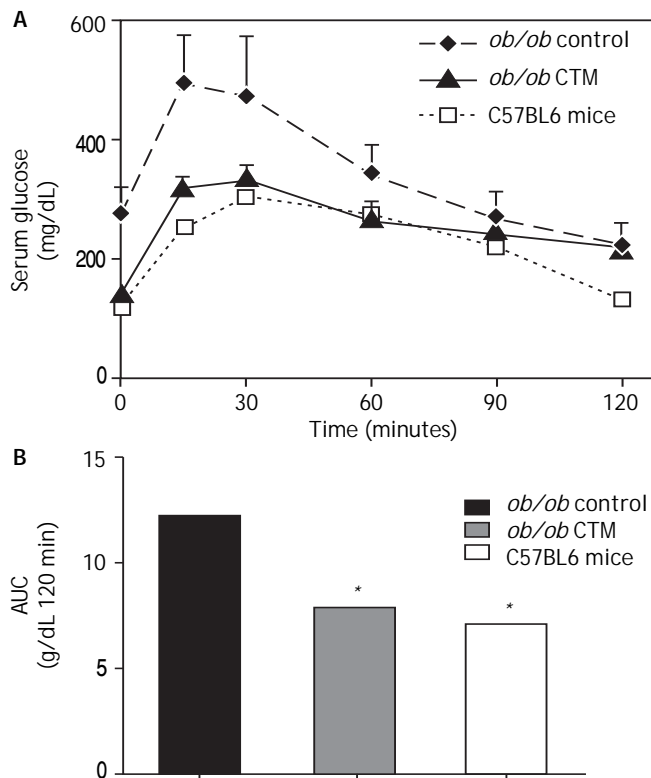 A
600
400
200
0
Serum glucose
(mg/dL)
ob/ob control
ob/ob CTM
C57BL6 mice
0 30 60 90 120
Time (minutes)
B
15
10
5
0
AUC
(g/dL 120 min)
ob/ob control
ob/ob CTM
C57BL6 mice
*
*